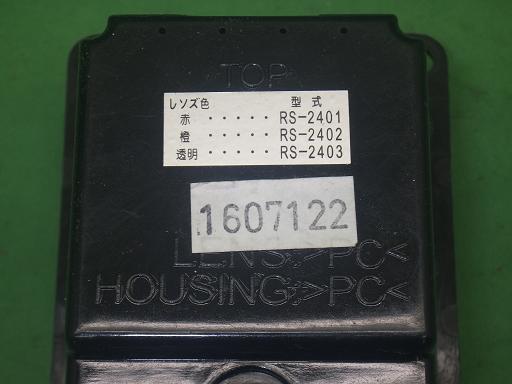 TOP
レンズ色 型式
赤 ・・・・・ RS-2401
橙 ・・・・・ RS-2402
透明 ・・・・・ RS-2403
1607122
LENS:>PC<
HOUSING:>PC<